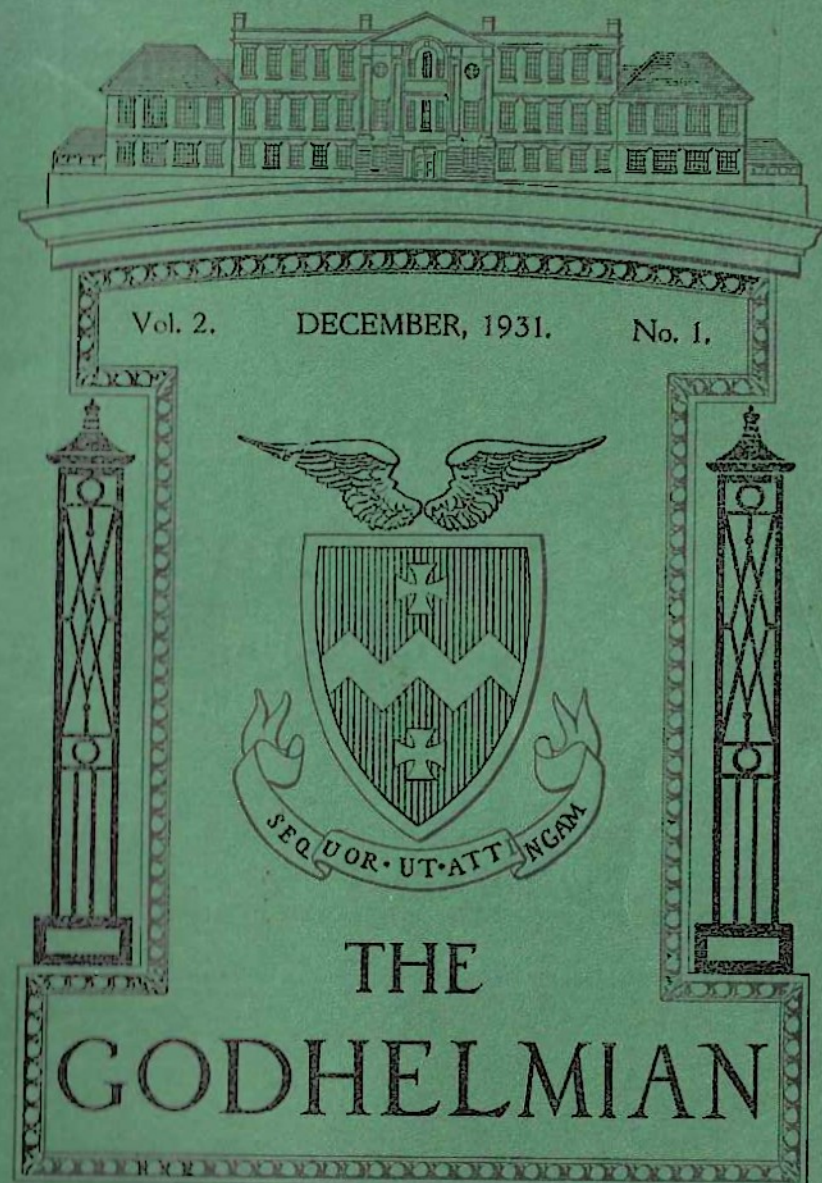 Vol. 2. DECEMBER, 1931. No. 1.
SEQUOR·UT·ATTINGAM
THE
GODHELMIAN